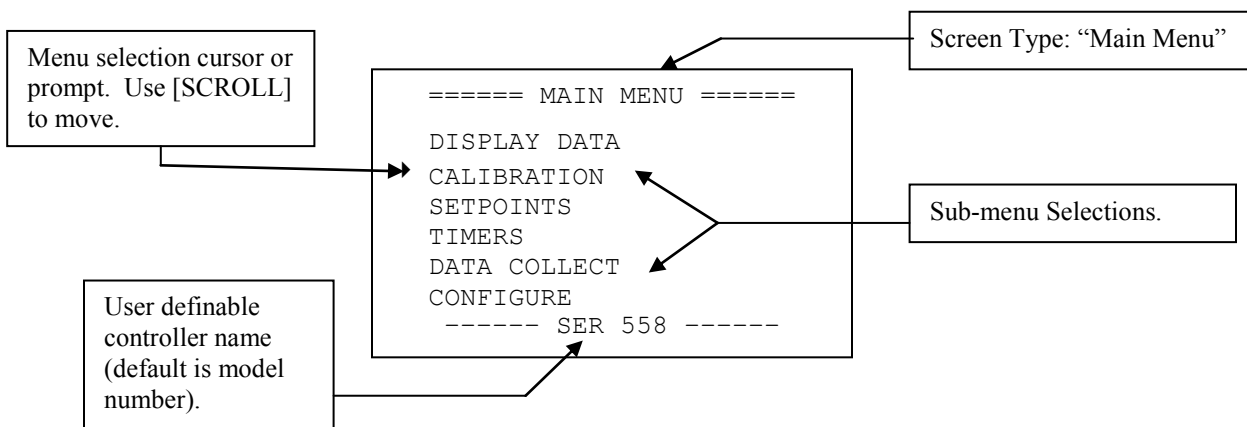 Menu selection cursor or
prompt.  Use [SCROLL]
to move.
Screen Type: “Main Menu”
====== MAIN MENU ======
DISPLAY DATA
CALIBRATION
SETPOINTS
TIMERS
DATA COLLECT
CONFIGURE
------ SER 558 ------
Sub-menu Selections.
User definable
controller name
(default is model
number).